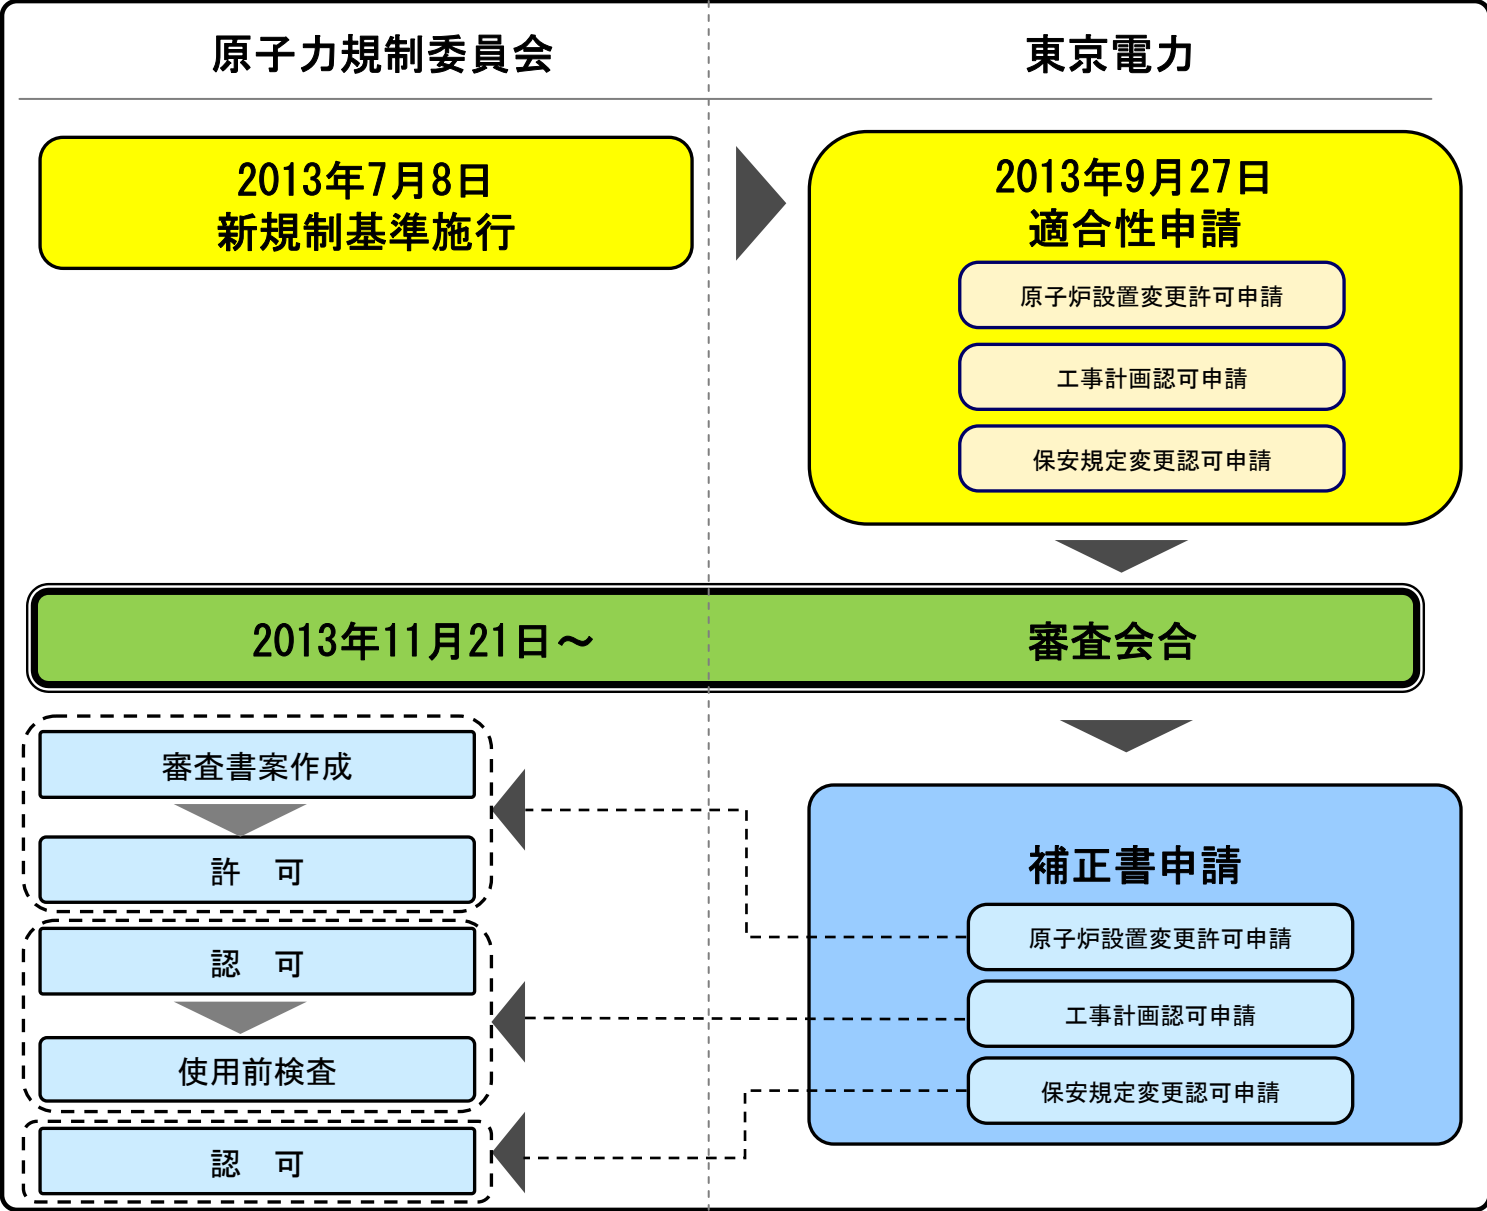 原子力規制委員会
東京電力
2013年7月8日
新規制基準施行
2013年9月27日
適合性申請
原子炉設置変更許可申請
工事計画認可申請
保安規定変更認可申請
2013年11月21日～
審査会合
審査書案作成
許　可
認　可
使用前検査
認　可
補正書申請
原子炉設置変更許可申請
工事計画認可申請
保安規定変更認可申請